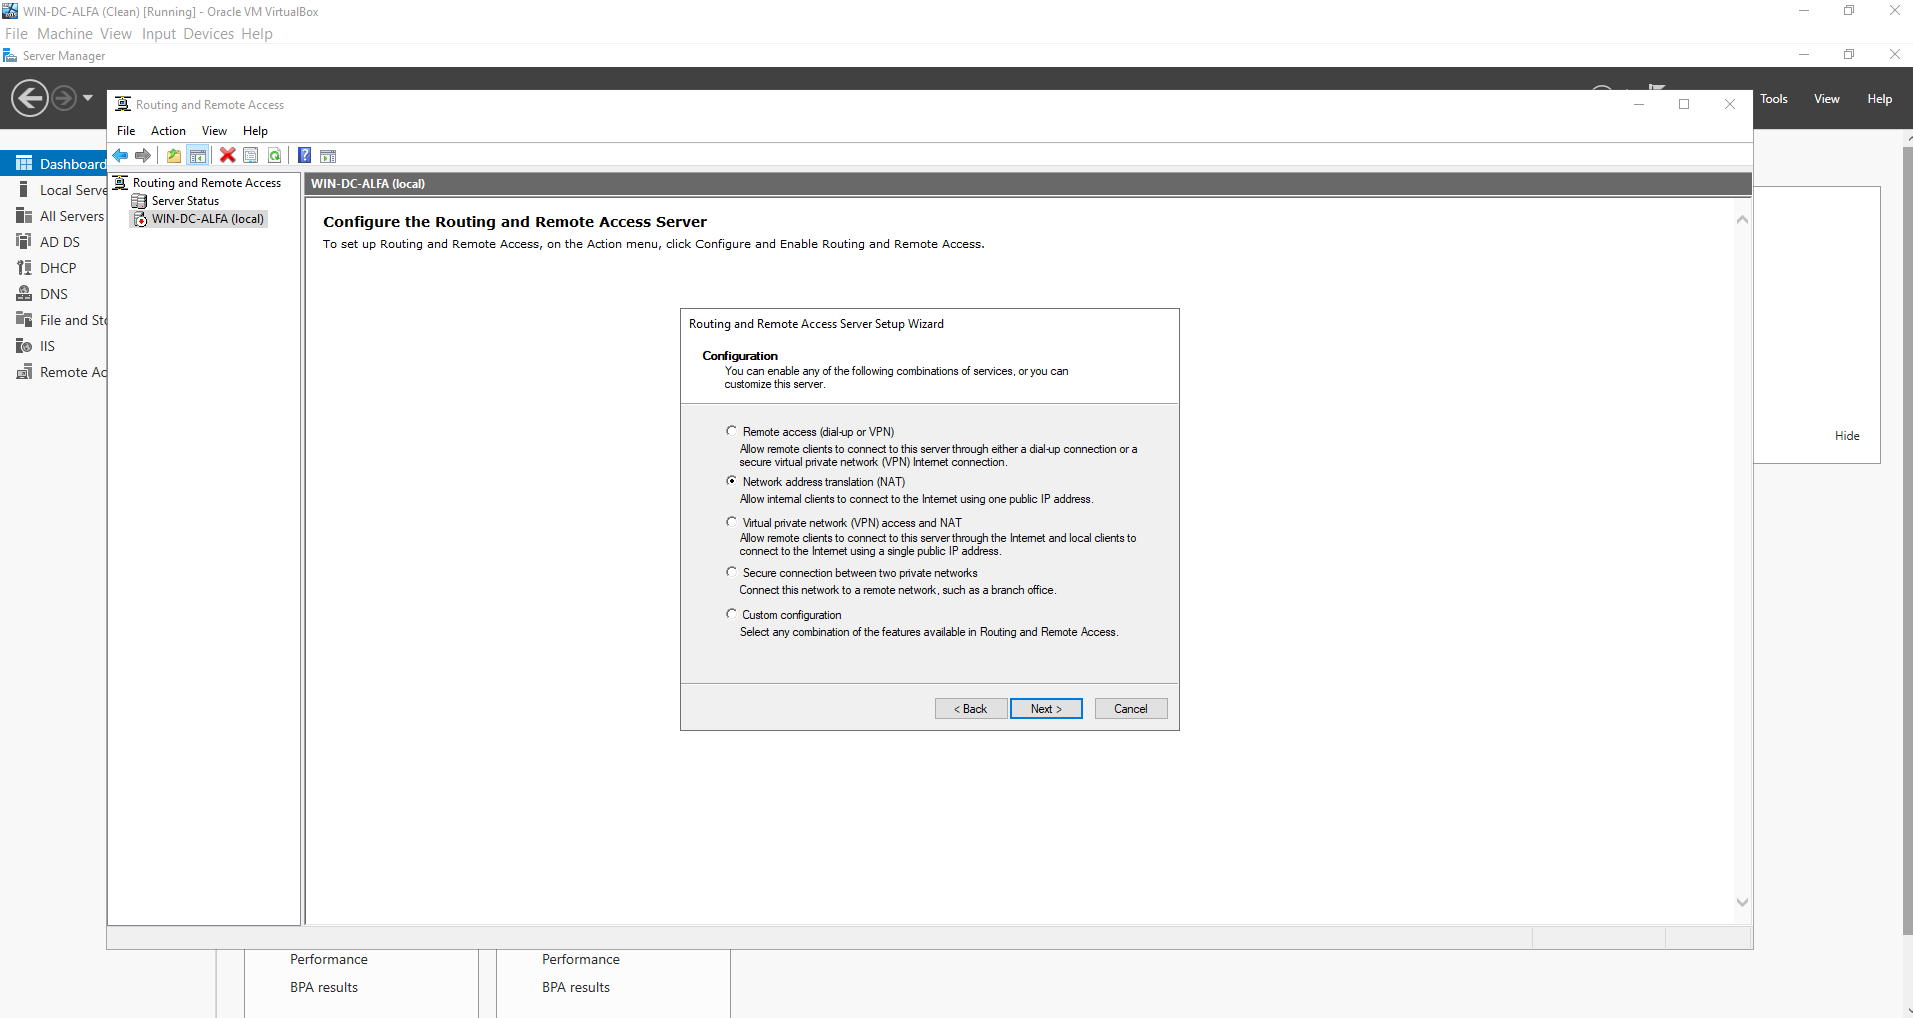 WIN-DC-ALFA (Clean) [Running] - Oracle VM VirtualBox
File Machine View Input Devices Help
Server Manager
Tools View Help
Routing and Remote Access
File Action View Help
Dashboard
Local Serve
All Servers
AD DS
DHCP
DNS
File and Sto
IIS
Remote Ac
Routing and Remote Access
Server Status
WIN-DC-ALFA (local)
WIN-DC-ALFA (local)
Configure the Routing and Remote Access Server
To set up Routing and Remote Access, on the Action menu, click Configure and Enable Routing and Remote Access.
Routing and Remote Access Server Setup Wizard
Configuration
You can enable any of the following combinations of services, or you can
customize this server.
Remote access (dial-up or VPN)
Allow remote clients to connect to this server through either a dial-up connection or a
secure virtual private network (VPN) Internet connection.
Network address translation (NAT)
Allow internal clients to connect to the Internet using one public IP address.
Virtual private network (VPN) access and NAT
Allow remote clients to connect to this server through the Internet and local clients to
connect to the Internet using a single public IP address.
Secure connection between two private networks
Connect this network to a remote network, such as a branch office.
Custom configuration
Select any combination of the features available in Routing and Remote Access.
< Back Next > Cancel
Hide
Performance Performance
BPA results BPA results